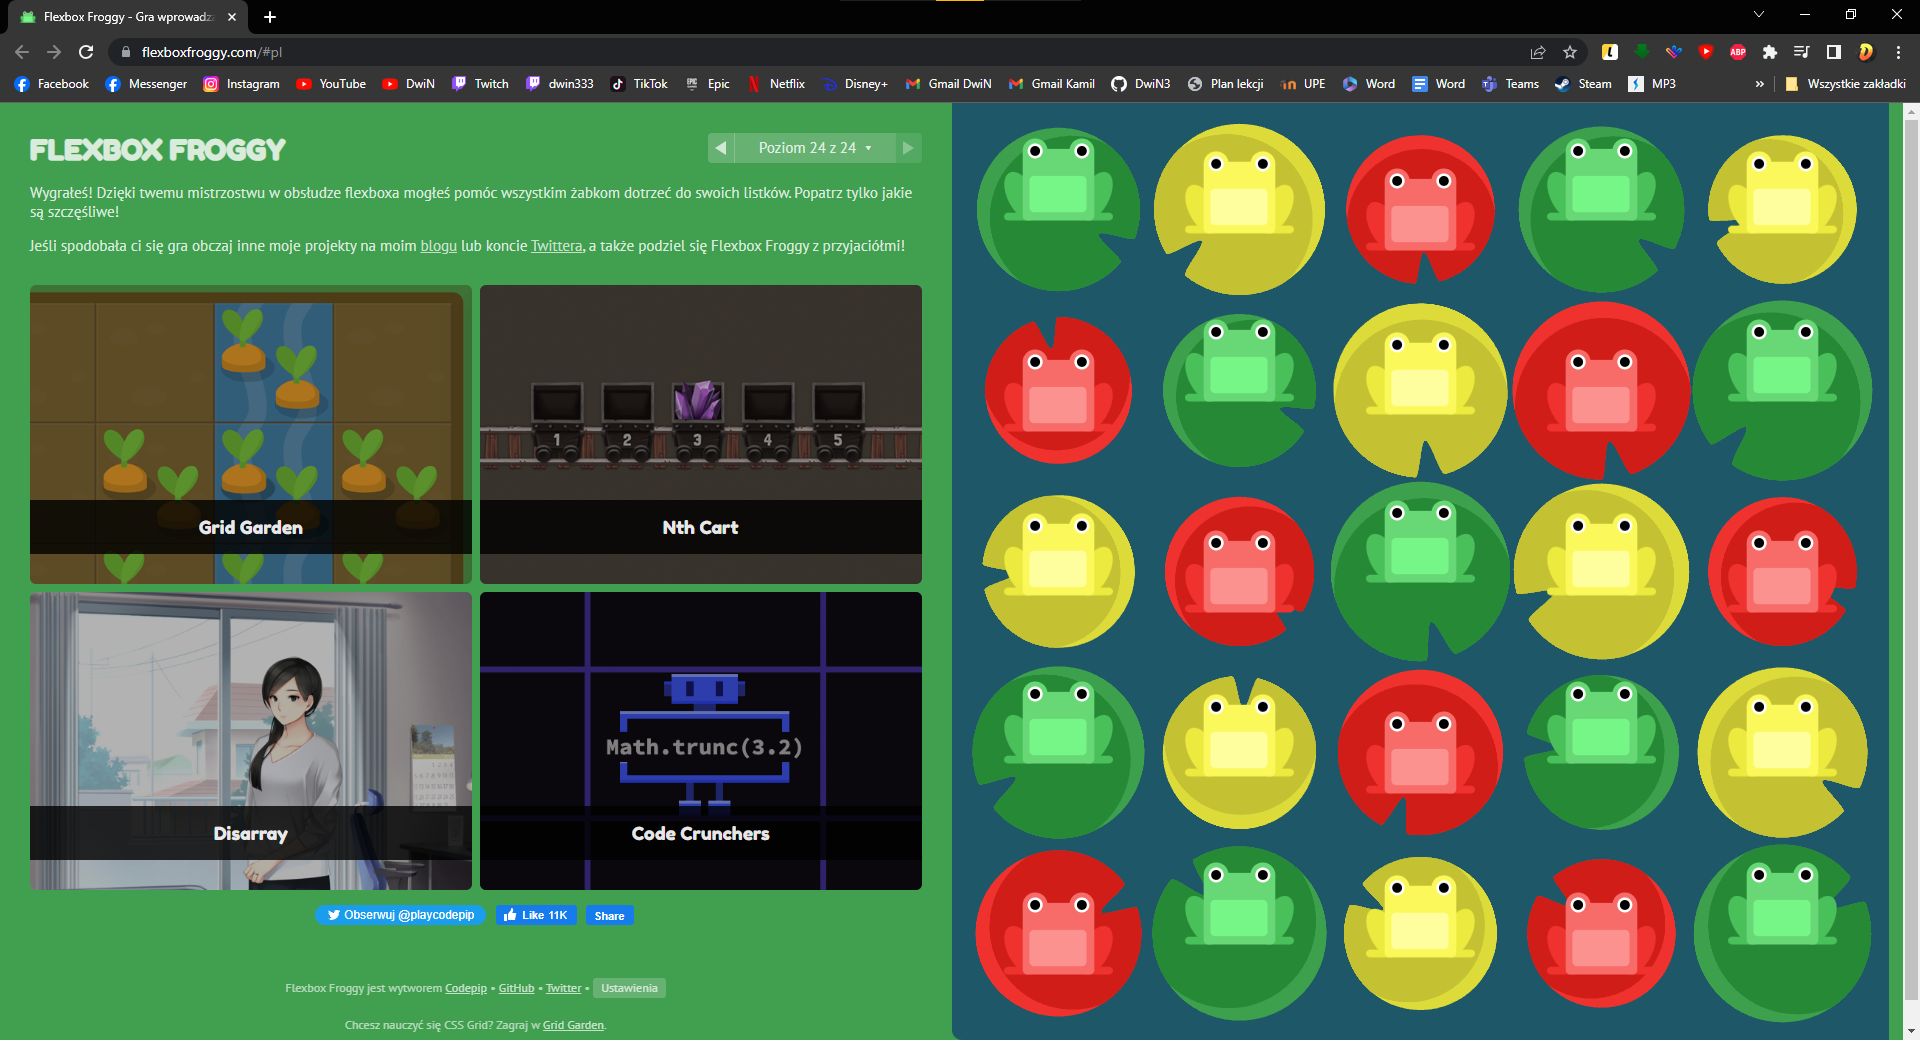 Flexbox Froggy - Gra wprowadza
flexboxfroggy.com/#pl
ABP
Facebook Messenger Instagram YouTube DwiN Twitch dwin333 TikTok Epic Netflix Disney+ Gmail DwiN Gmail Kamil DwiN3 Plan lekcji UPE Word Word Teams Steam MP3 » Wszystkie zakładki
FLEXBOX FROGGY
Poziom 24 z 24
Wygrałeś! Dzięki twemu mistrzostwu w obsłudze flexboxa mogłeś pomóc wszystkim żabkom dotrzeć do swoich listków. Popatrz tylko jakie
są szczęśliwe!
Jeśli spodobała ci się gra obczaj inne moje projekty na moim blogu lub koncie Twittera, a także podziel się Flexbox Froggy z przyjaciółmi!
1 2 3 4 5
Grid Garden
Nth Cart
Math.trunc(3.2)
Disarray
Code Crunchers
Obserwuj @playcodepip
Like 11K
Share
Flexbox Froggy jest wytworem Codepip • GitHub • Twitter • Ustawienia
Chcesz nauczyć się CSS Grid? Zagraj w Grid Garden.